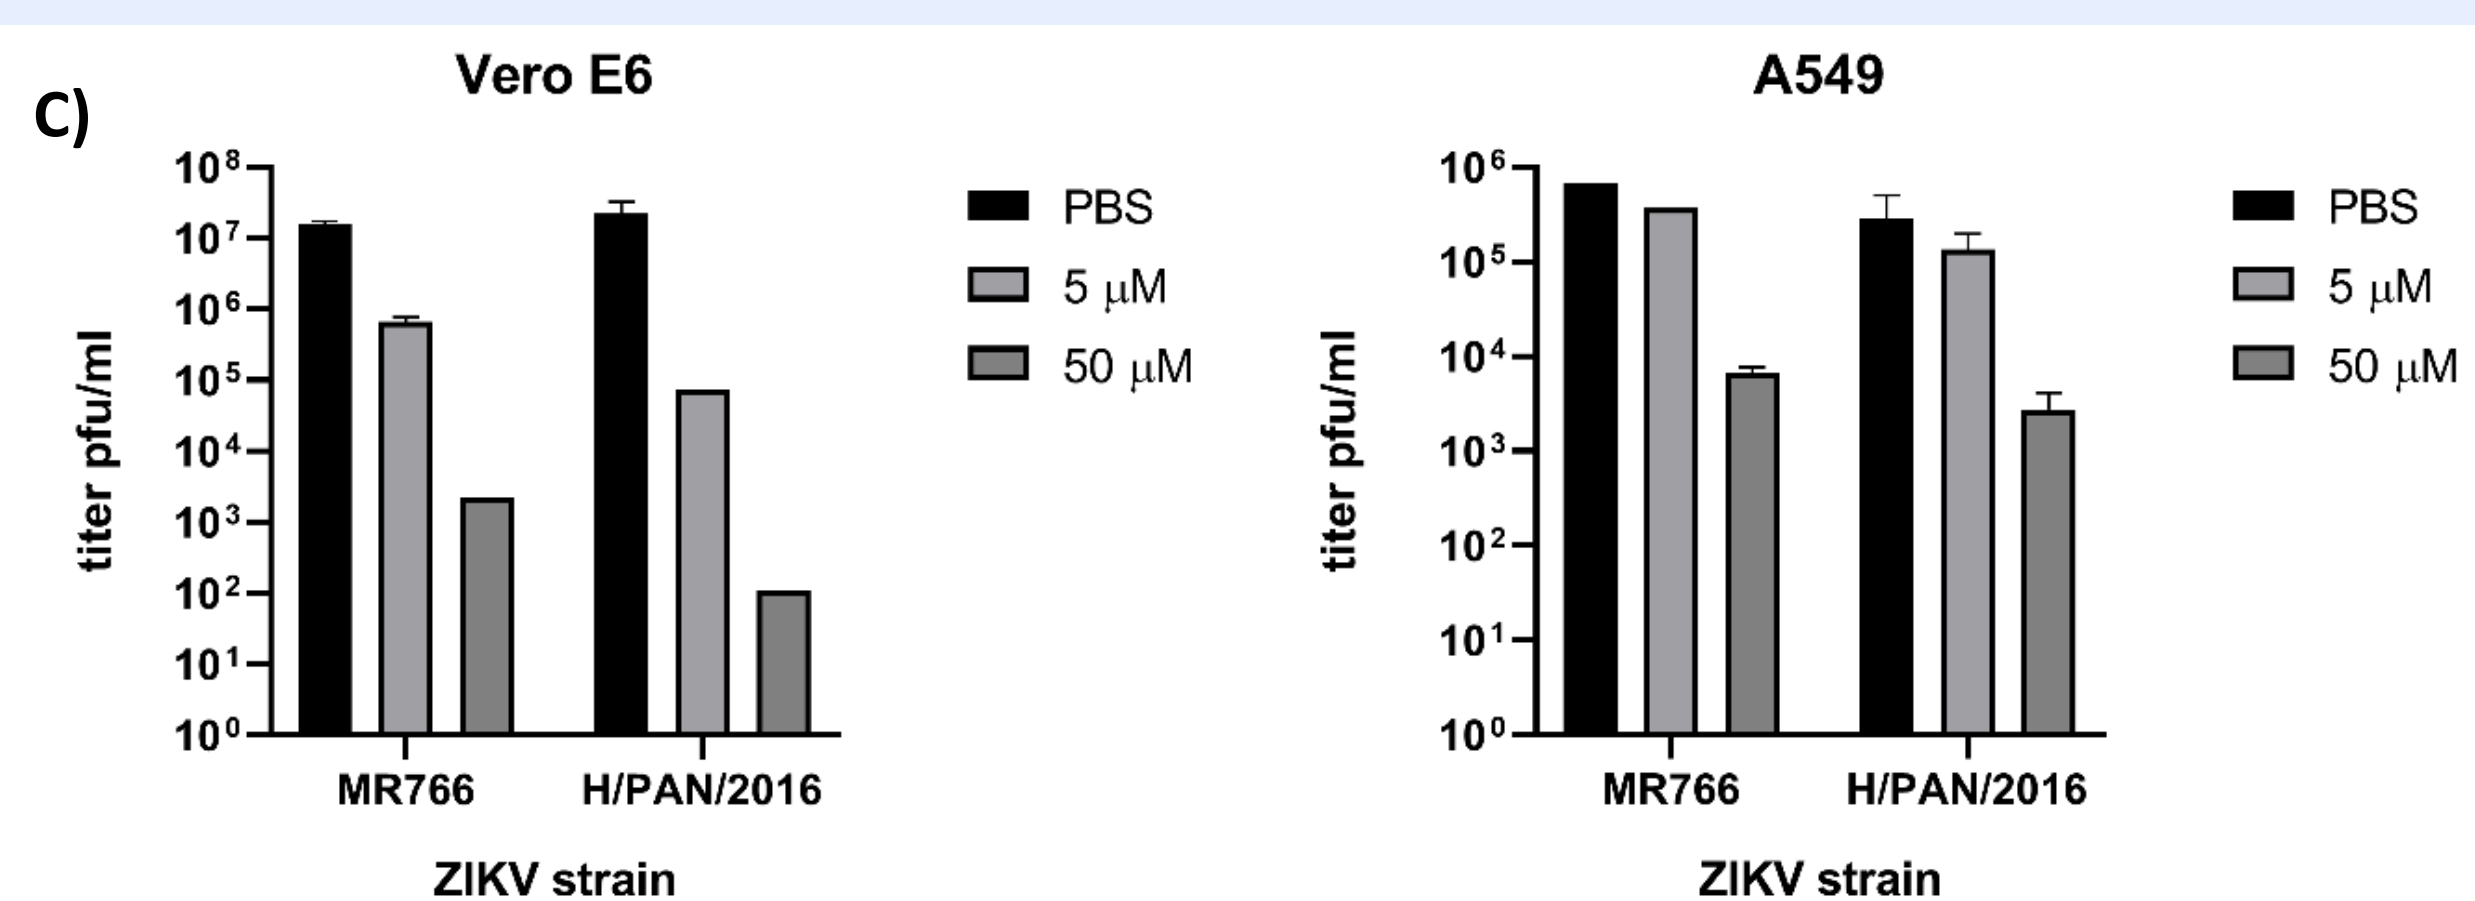 C)
Vero E6
titer pfu/ml
10⁸
10⁷
10⁶
10⁵
10⁴
10³
10²
10¹
10⁰
MR766
H/PAN/2016
ZIKV strain
PBS
5 μM
50 μM
A549
titer pfu/ml
10⁶
10⁵
10⁴
10³
10²
10¹
10⁰
MR766
H/PAN/2016
ZIKV strain
PBS
5 μM
50 μM